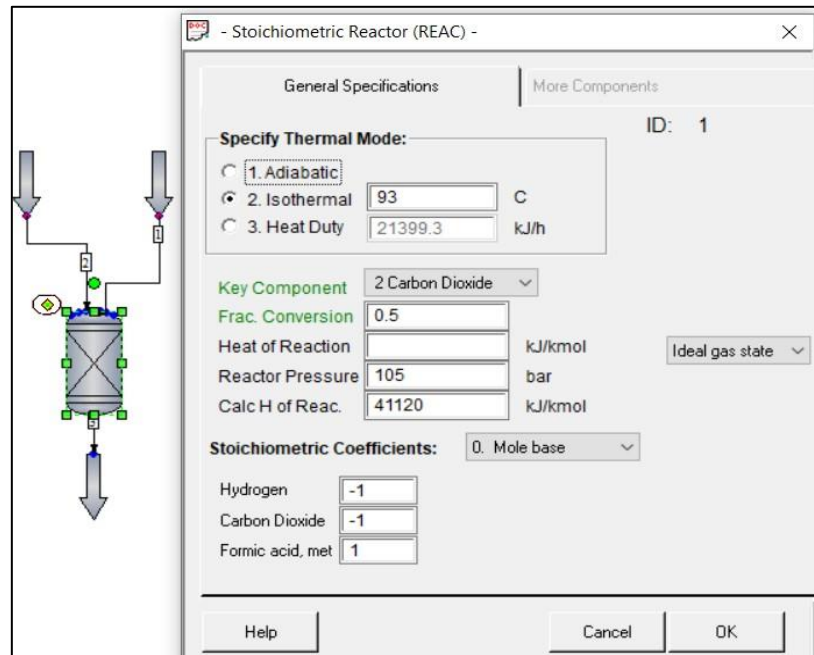 - Stoichiometric Reactor (REAC) -
General Specifications
More Components
ID: 1
Specify Thermal Mode:
1. Adiabatic
2. Isothermal 93 C
3. Heat Duty 21399.3 kJ/h
Key Component 2 Carbon Dioxide
Frac. Conversion 0.5
Heat of Reaction kJ/kmol
Ideal gas state
Reactor Pressure 105 bar
Calc H of Reac. 41120 kJ/kmol
Stoichiometric Coefficients: 0. Mole base
Hydrogen -1
Carbon Dioxide -1
Formic acid, met 1
Help
Cancel
OK
1
2